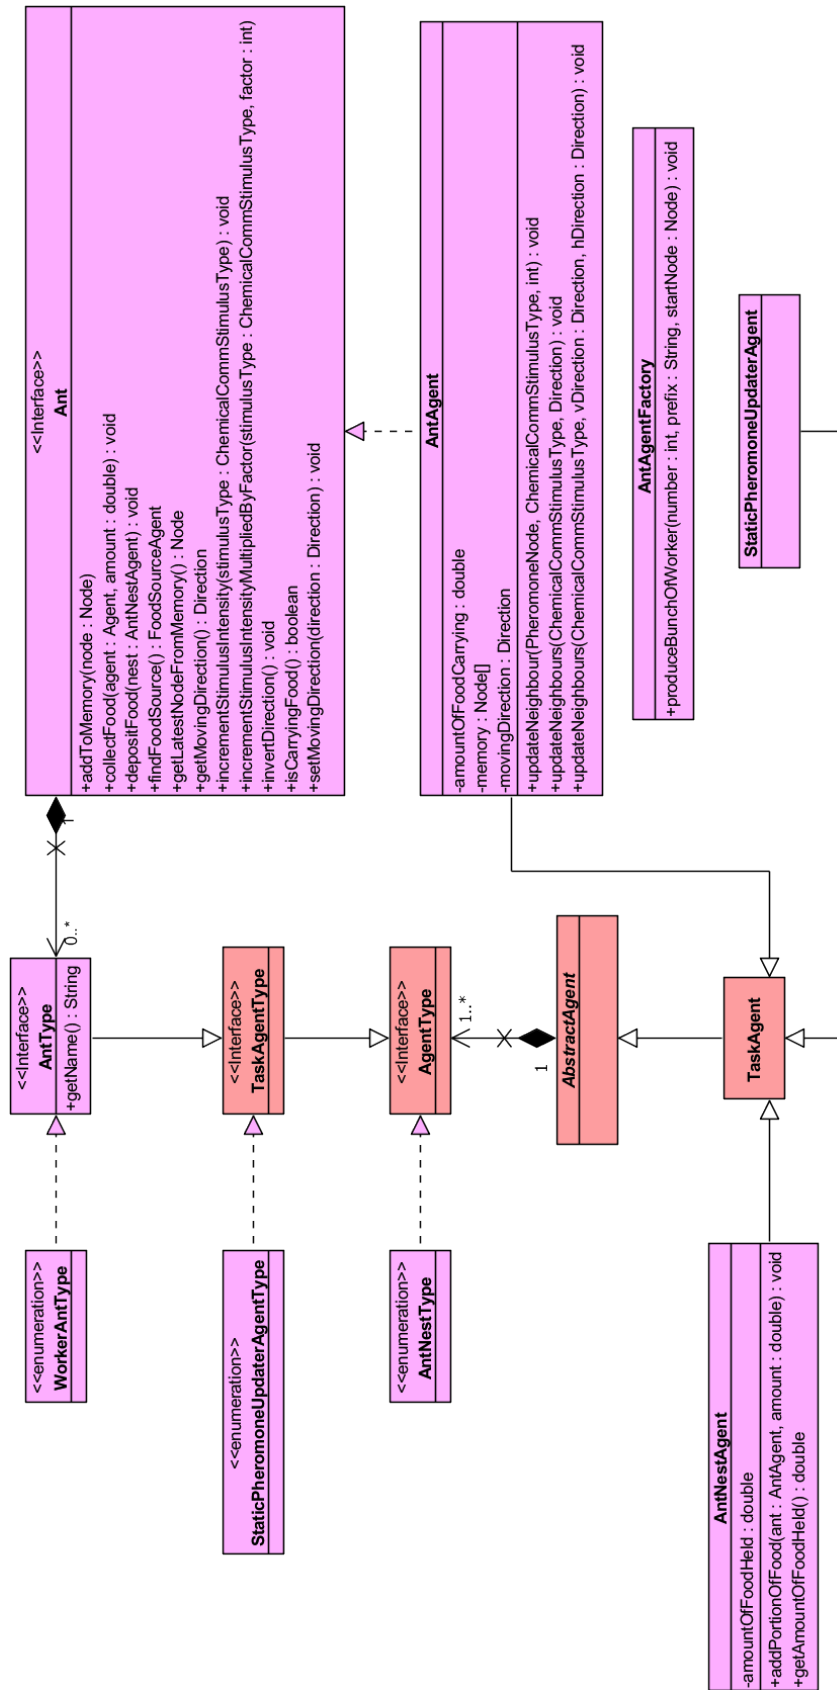 <<enumeration>>
WorkerAntType
<<Interface>>
AntType
+getName() : String
0..*
1
<<Interface>>
Ant
+addToMemory(node : Node)
+collectFood(agent : Agent, amount : double) : void
+depositFood(nest : AntNestAgent) : void
+findFoodSource() : FoodSourceAgent
+getLatestNodeFromMemory() : Node
+getMovingDirection() : Direction
+incrementStimulusIntensity(stimulusType : ChemicalCommStimulusType) : void
+incrementStimulusIntensityMultipliedByFactor(stimulusType : ChemicalCommStimulusType, factor : int)
+invertDirection() : void
+isCarryingFood() : boolean
+setMovingDirection(direction : Direction) : void
<<enumeration>>
StaticPheromoneUpdaterAgentType
<<Interface>>
TaskAgentType
<<enumeration>>
AntNestType
<<Interface>>
AgentType
1..*
1
AbstractAgent
AntAgent
-amountOfFoodCarrying : double
-memory : Node[]
-movingDirection : Direction
+updateNeighbour(PheromoneNode, ChemicalCommStimulusType, int) : void
+updateNeighbours(ChemicalCommStimulusType, Direction) : void
+updateNeighbours(ChemicalCommStimulusType, vDirection : Direction, hDirection : Direction) : void
AntAgentFactory
+produceBunchOfWorker(number : int, prefix : String, startNode : Node) : void
AntNestAgent
-amountOfFoodHeld : double
+addPortionOfFood(ant : AntAgent, amount : double) : void
+getAmountOfFoodHeld() : double
TaskAgent
StaticPheromoneUpdaterAgent